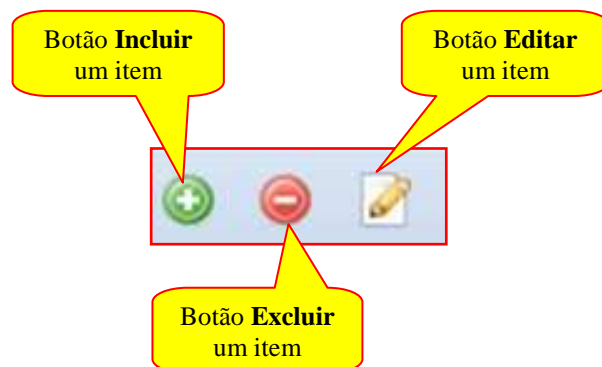 Botão Incluir
um item
Botão Editar
um item
Botão Excluir
um item